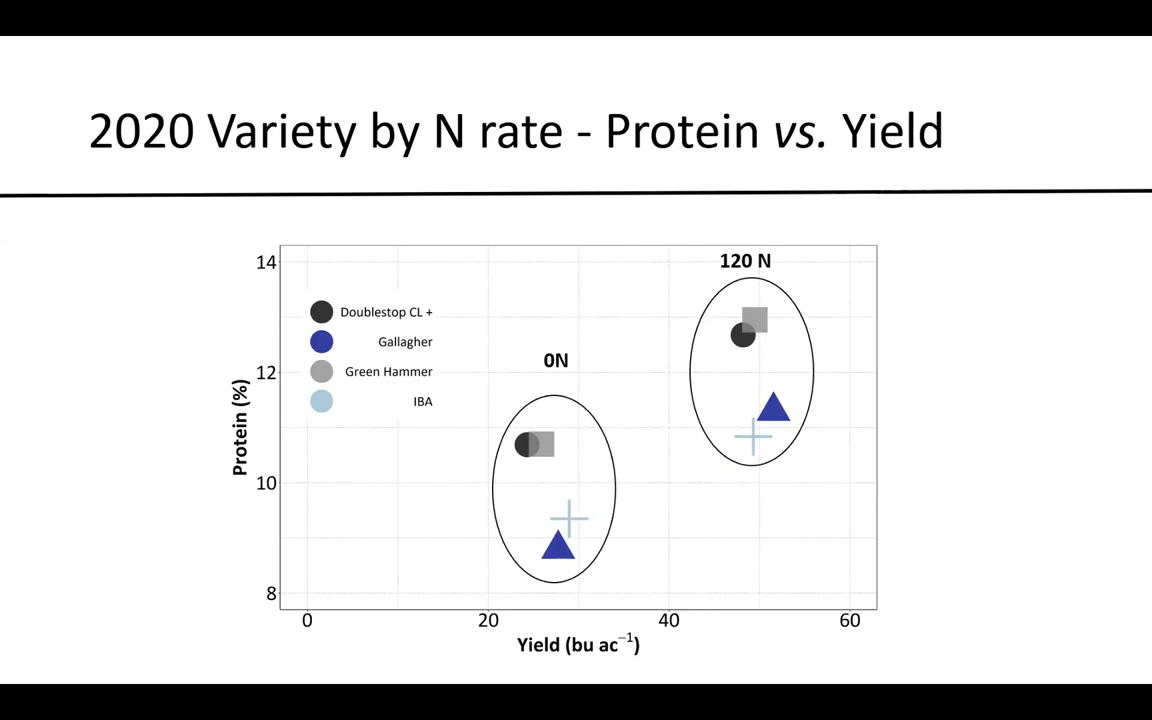 2020 Variety by N rate - Protein vs. Yield
120 N
14
Doublestop CL +
Gallagher
0N
12
Green Hammer
IBA
Protein (%)
10
8
0 20 40 60
Yield (bu ac⁻¹)